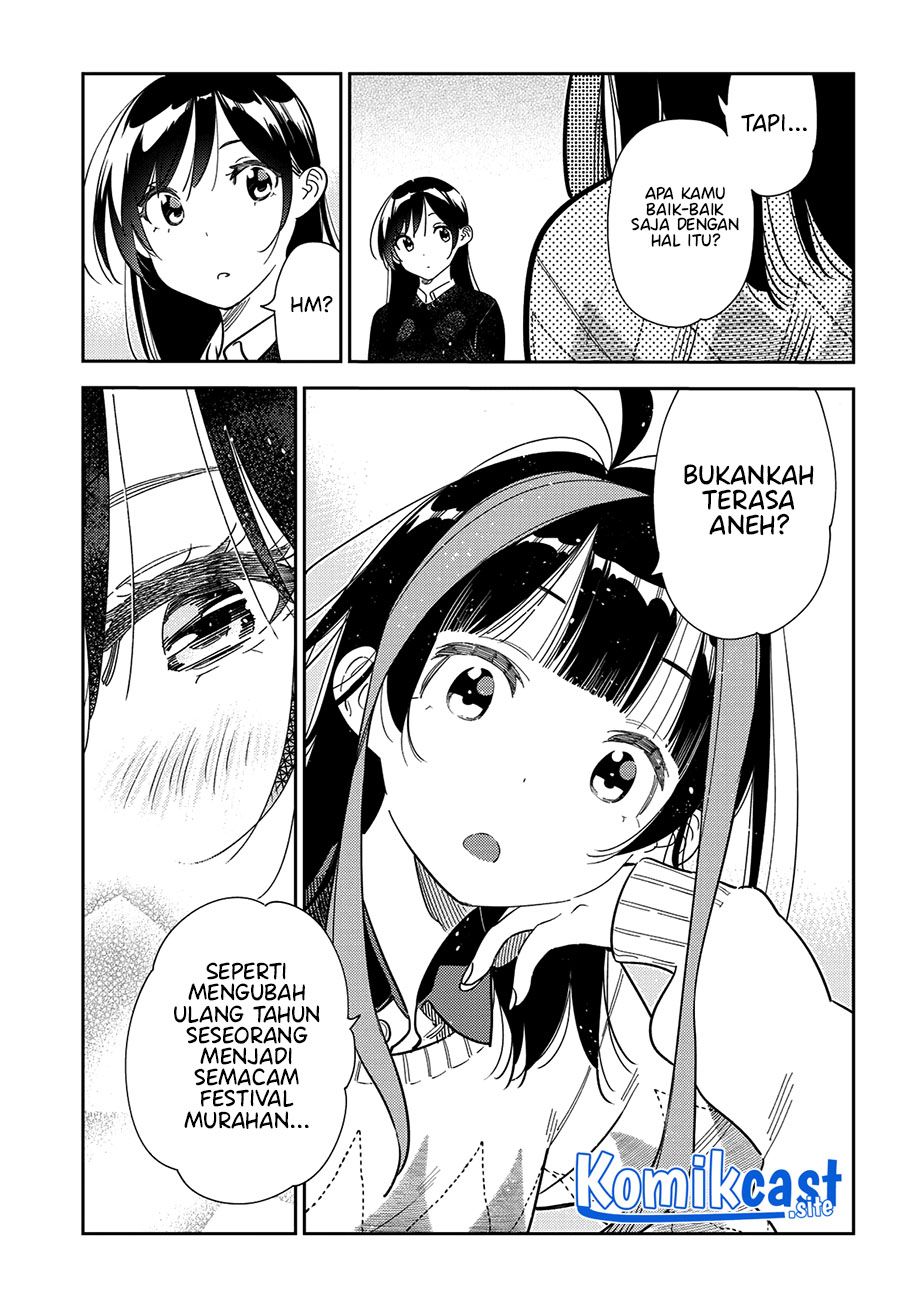 TAPI...
APA KAMU
BAIK-BAIK
SAJA DENGAN
HAL ITU?
HM?
BUKANKAH
TERASA
ANEH?
SEPERTI
MENGUBAH
ULANG TAHUN
SESEORANG
MENJADI
SEMACAM
FESTIVAL
MURAHAN...
Komikcast
.site